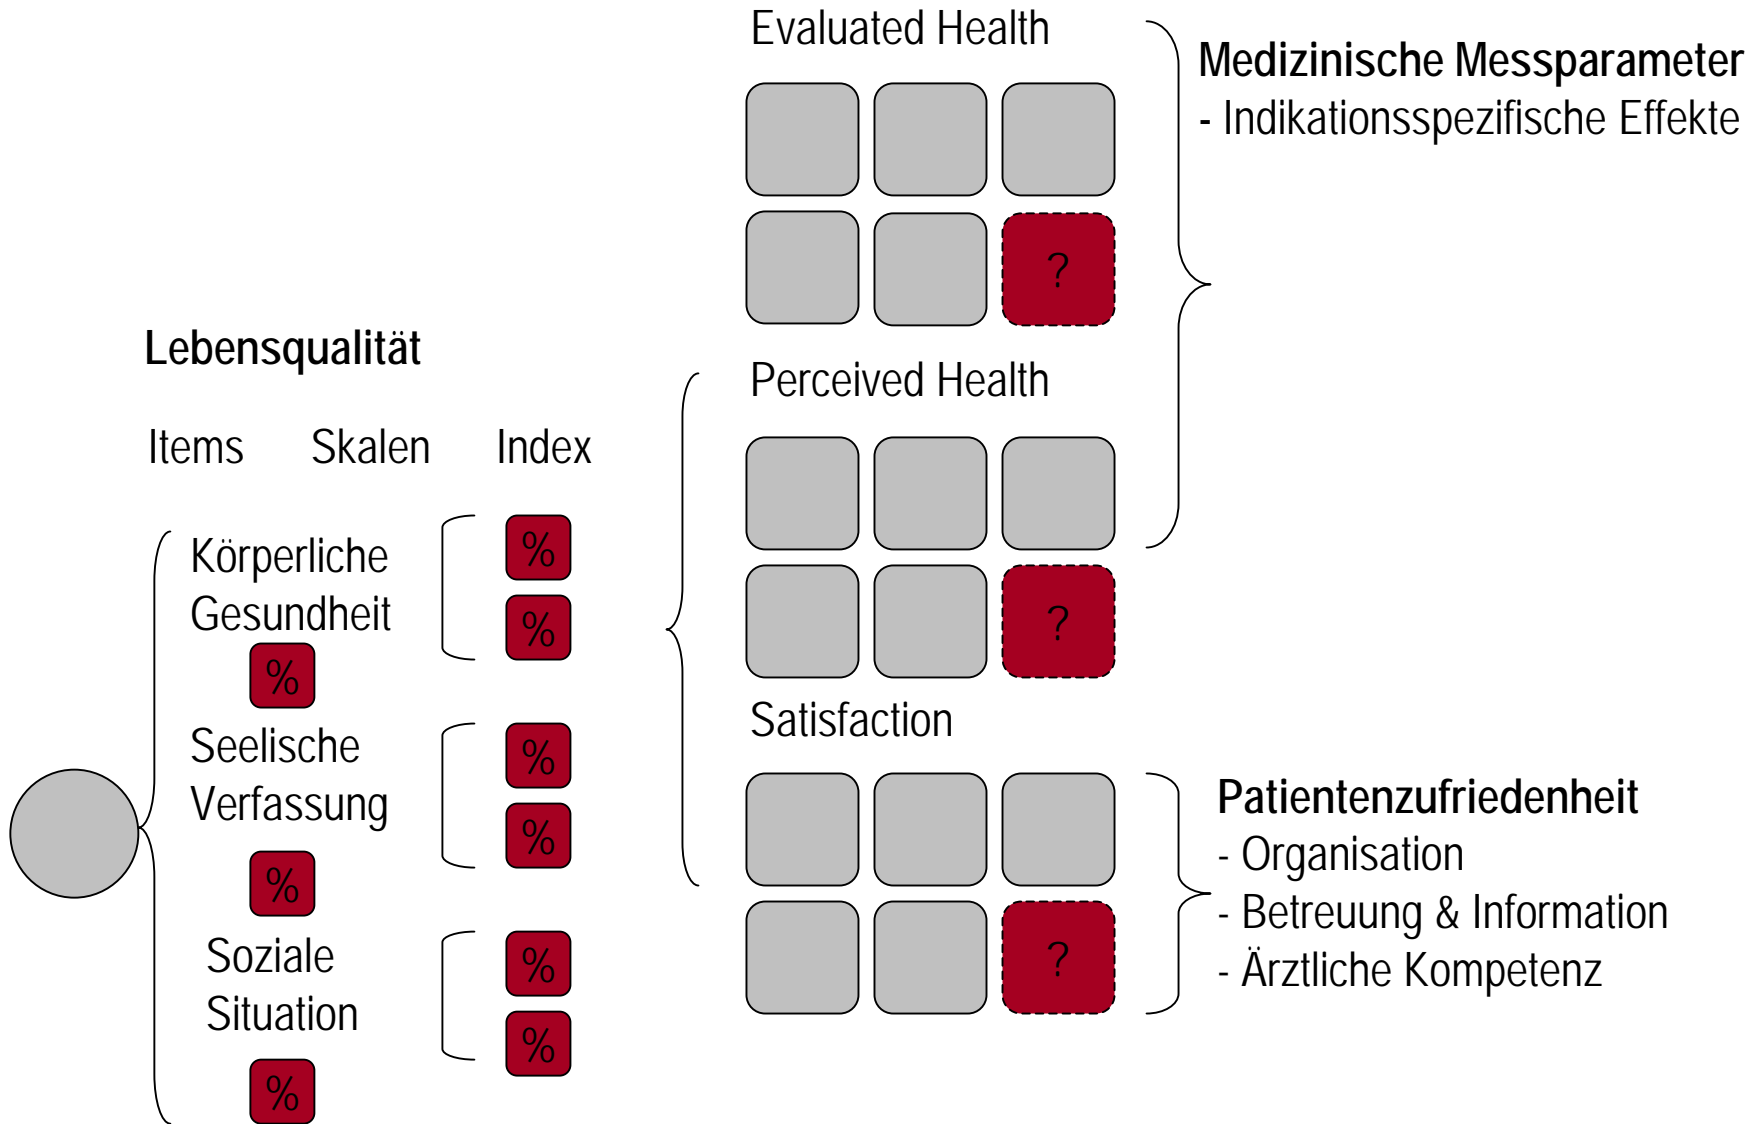 Evaluated Health
?
Medizinische Messparameter
- Indikationsspezifische Effekte
Lebensqualität
Items Skalen Index
Körperliche
Gesundheit
%
%
%
Seelische
Verfassung
%
%
%
Soziale
Situation
%
%
%
Perceived Health
?
Satisfaction
?
Patientenzufriedenheit
- Organisation
- Betreuung & Information
- Ärztliche Kompetenz